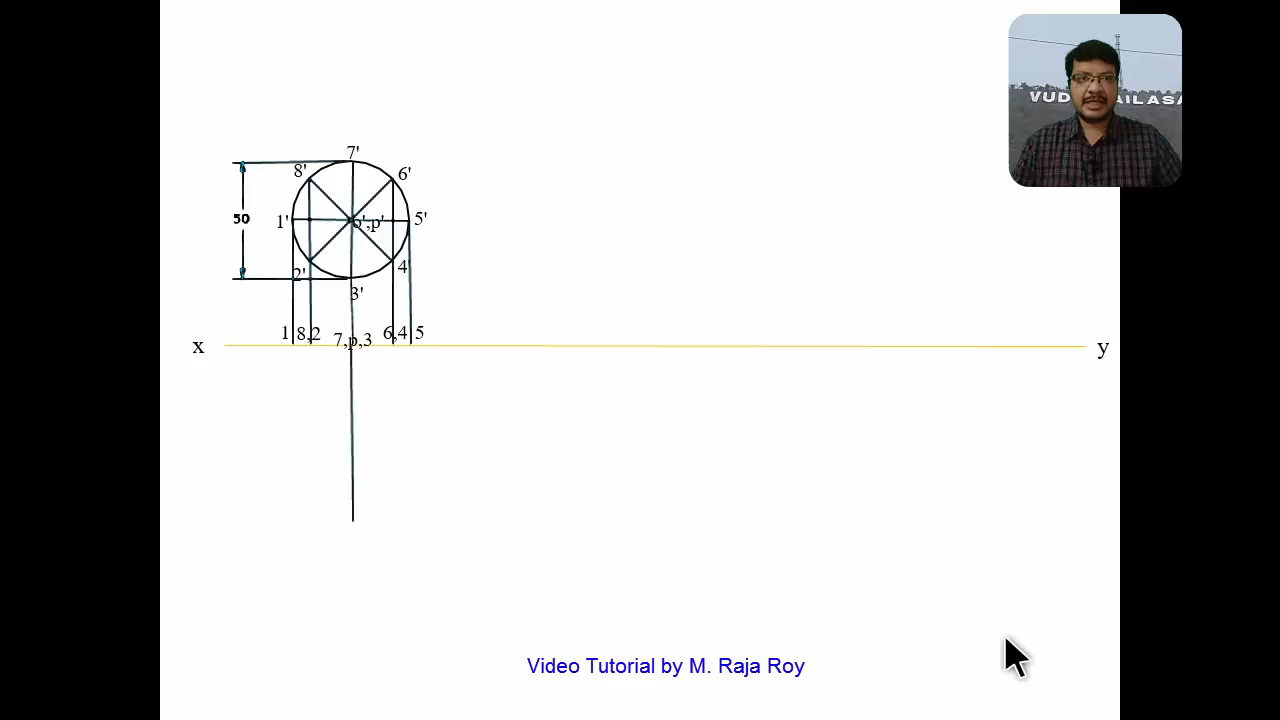 7'
8'
6'
50
1'
o',p'
5'
2'
4'
3'
1
8,2
7,p,3
6,4
5
x
y
Video Tutorial by M. Raja Roy